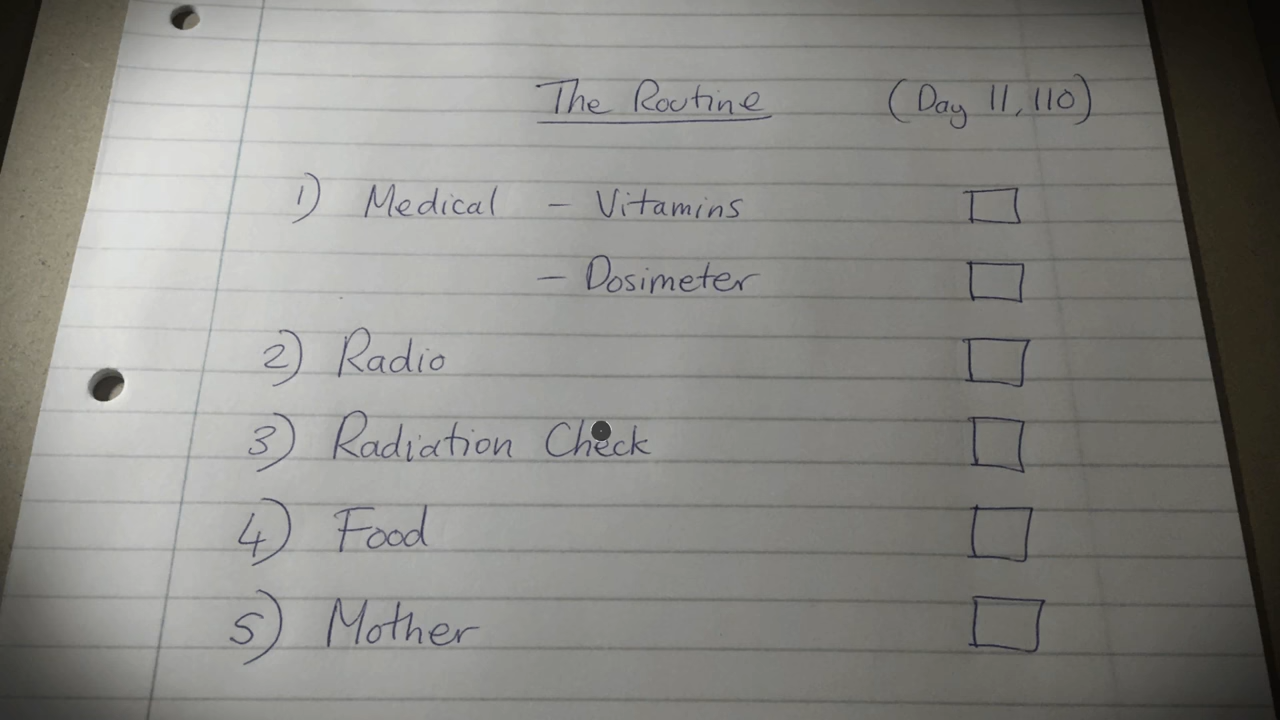 The Routine (Day 11,110)
1) Medical - Vitamins
- Dosimeter
2) Radio
3) Radiation Check
4) Food
5) Mother